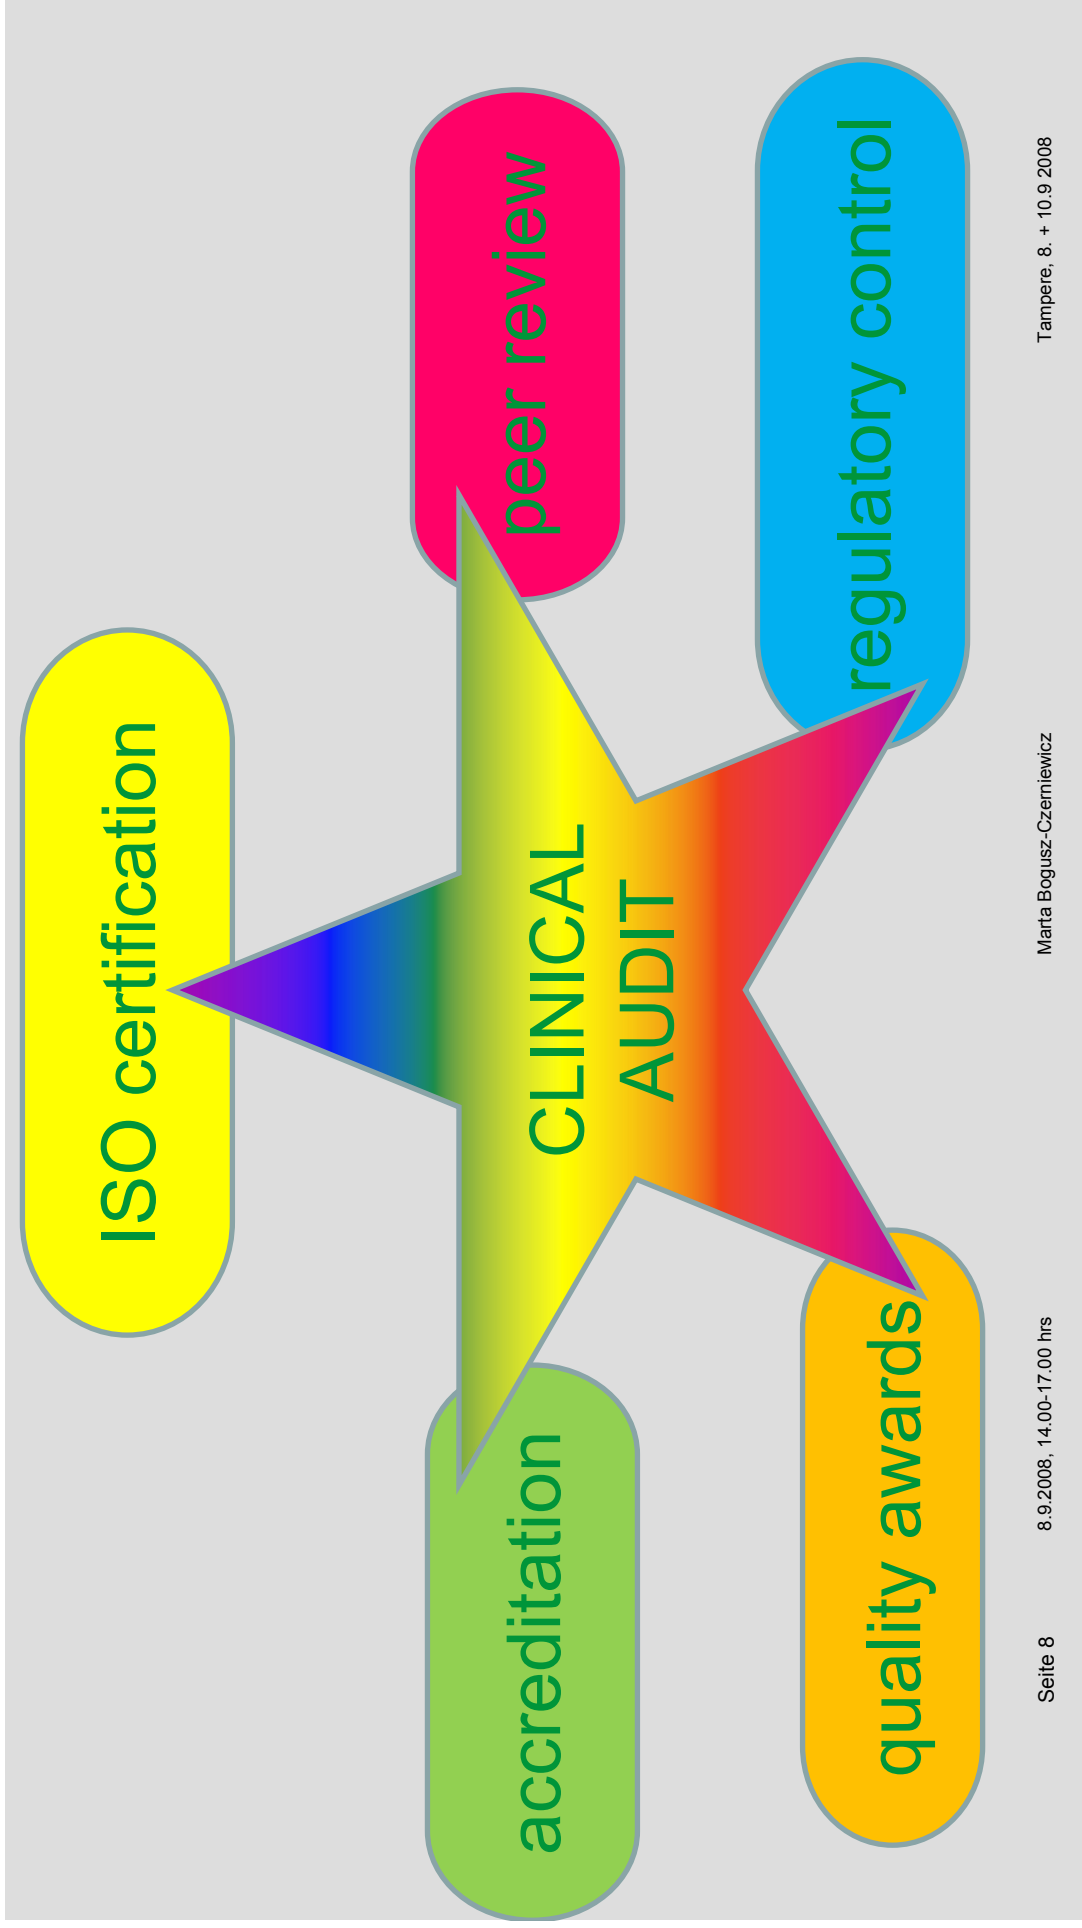 ISO certification
accreditation
peer review
CLINICAL
AUDIT
quality awards
regulatory control
Seite 8
8.9.2008, 14.00-17.00 hrs
Marta Bogusz-Czerniewicz
Tampere, 8. + 10.9 2008